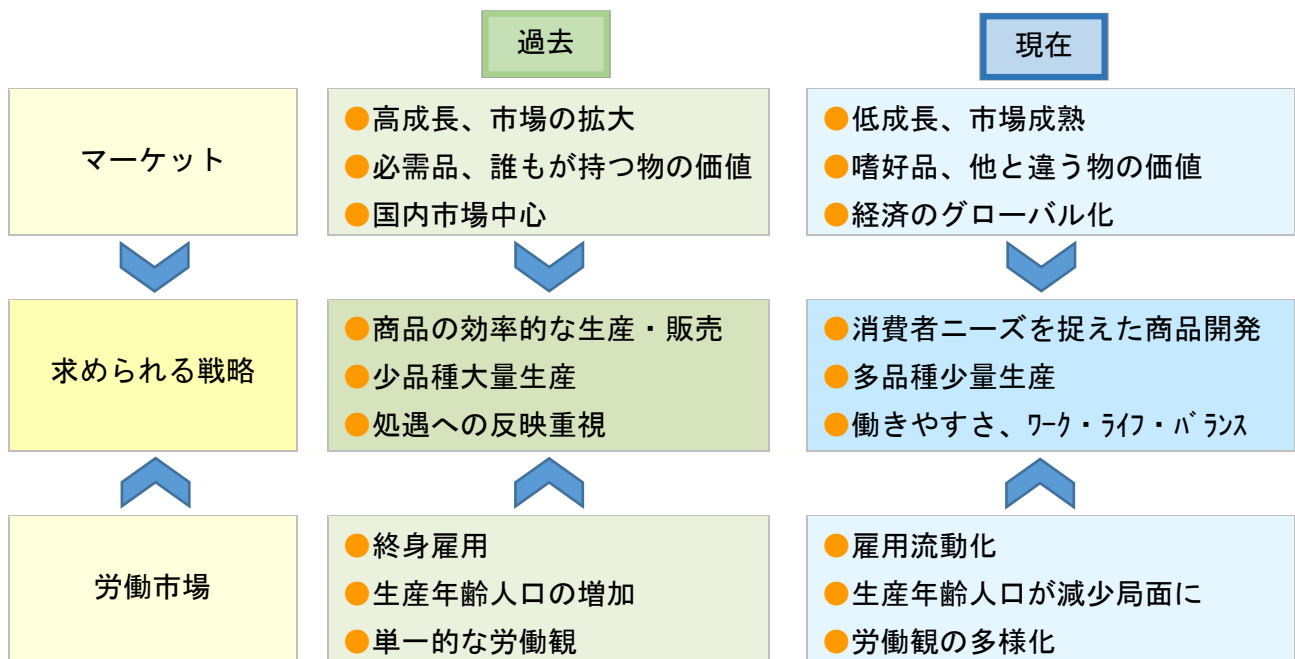 過去
現在
マーケット
●高成長、市場の拡大
●必需品、誰もが持つ物の価値
●国内市場中心
●低成長、市場成熟
●嗜好品、他と違う物の価値
●経済のグローバル化
求められる戦略
●商品の効率的な生産・販売
●少品種大量生産
●処遇への反映重視
●消費者ニーズを捉えた商品開発
●多品種少量生産
●働きやすさ、ﾜｰｸ・ﾗｲﾌ・ﾊﾞﾗﾝｽ
労働市場
●終身雇用
●生産年齢人口の増加
●単一的な労働観
●雇用流動化
●生産年齢人口が減少局面に
●労働観の多様化